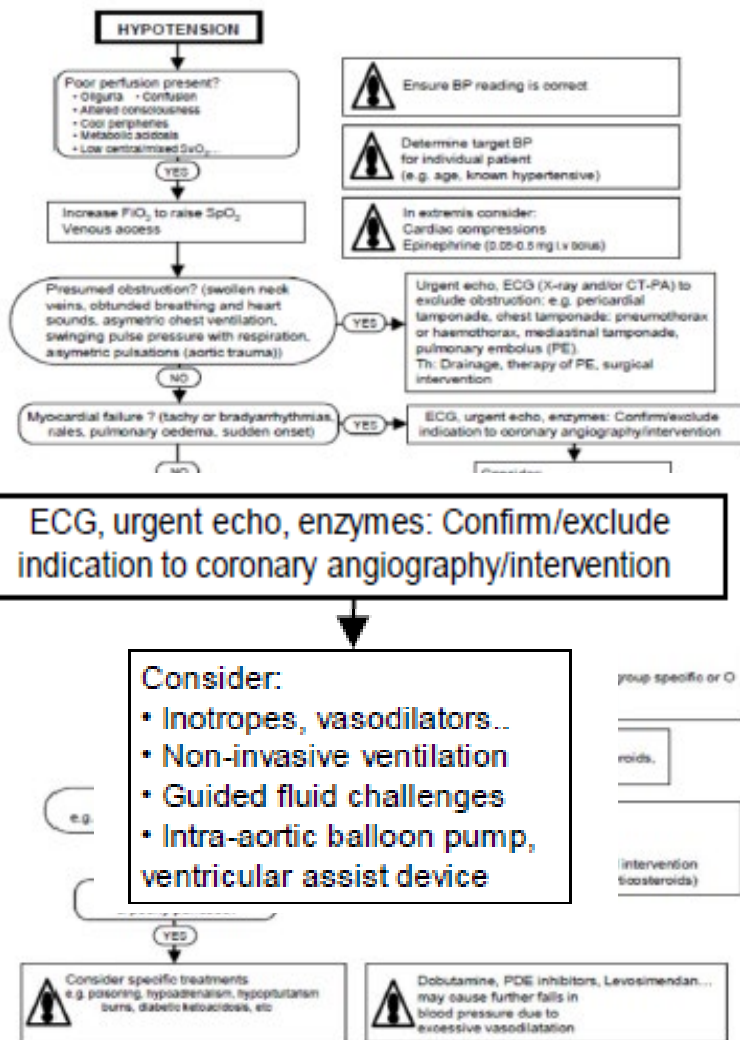 HYPOTENSION
Poor perfusion present?
• Oliguria • Confusion
• Altered consciousness
• Cool peripheries
• Metabolic acidosis
• Low central/mixed SvO₂...
YES
Increase FiO₂ to raise SpO₂
Venous access
Ensure BP reading is correct
Determine target BP
for individual patient
(e.g. age, known hypertensive)
In extremis consider:
Cardiac compressions
Epinephrine (0.05-0.5 mg i.v bolus)
Presumed obstruction? (swollen neck
veins, obtunded breathing and heart
sounds, asymetric chest ventilation,
swinging pulse pressure with respiration,
asymetric pulsations (aortic trauma))
YES
Urgent echo, ECG (X-ray and/or CT-PA) to
exclude obstruction: e.g. pericardial
tamponade, chest tamponade: pneumothorax
or haemothorax, mediastinal tamponade,
pulmonary embolus (PE).
Th: Drainage, therapy of PE, surgical
intervention
NO
Myocardial failure ? (tachy or bradyarrhythmias,
rales, pulmonary oedema, sudden onset)
YES
ECG, urgent echo, enzymes: Confirm/exclude
indication to coronary angiography/intervention
NO
Consider:
ECG, urgent echo, enzymes: Confirm/exclude
indication to coronary angiography/intervention
Consider:
• Inotropes, vasodilators..
• Non-invasive ventilation
• Guided fluid challenges
• Intra-aortic balloon pump,
ventricular assist device
group specific or O
roids,
e.g.
intervention
ticosteroids)
YES
Consider specific treatments
e.g. poisoning, hypoadrenalism, hypopituitarism
burns, diabetic ketoacidosis, etc
Dobutamine, PDE inhibitors, Levosimendan...
may cause further falls in
blood pressure due to
excessive vasodilatation